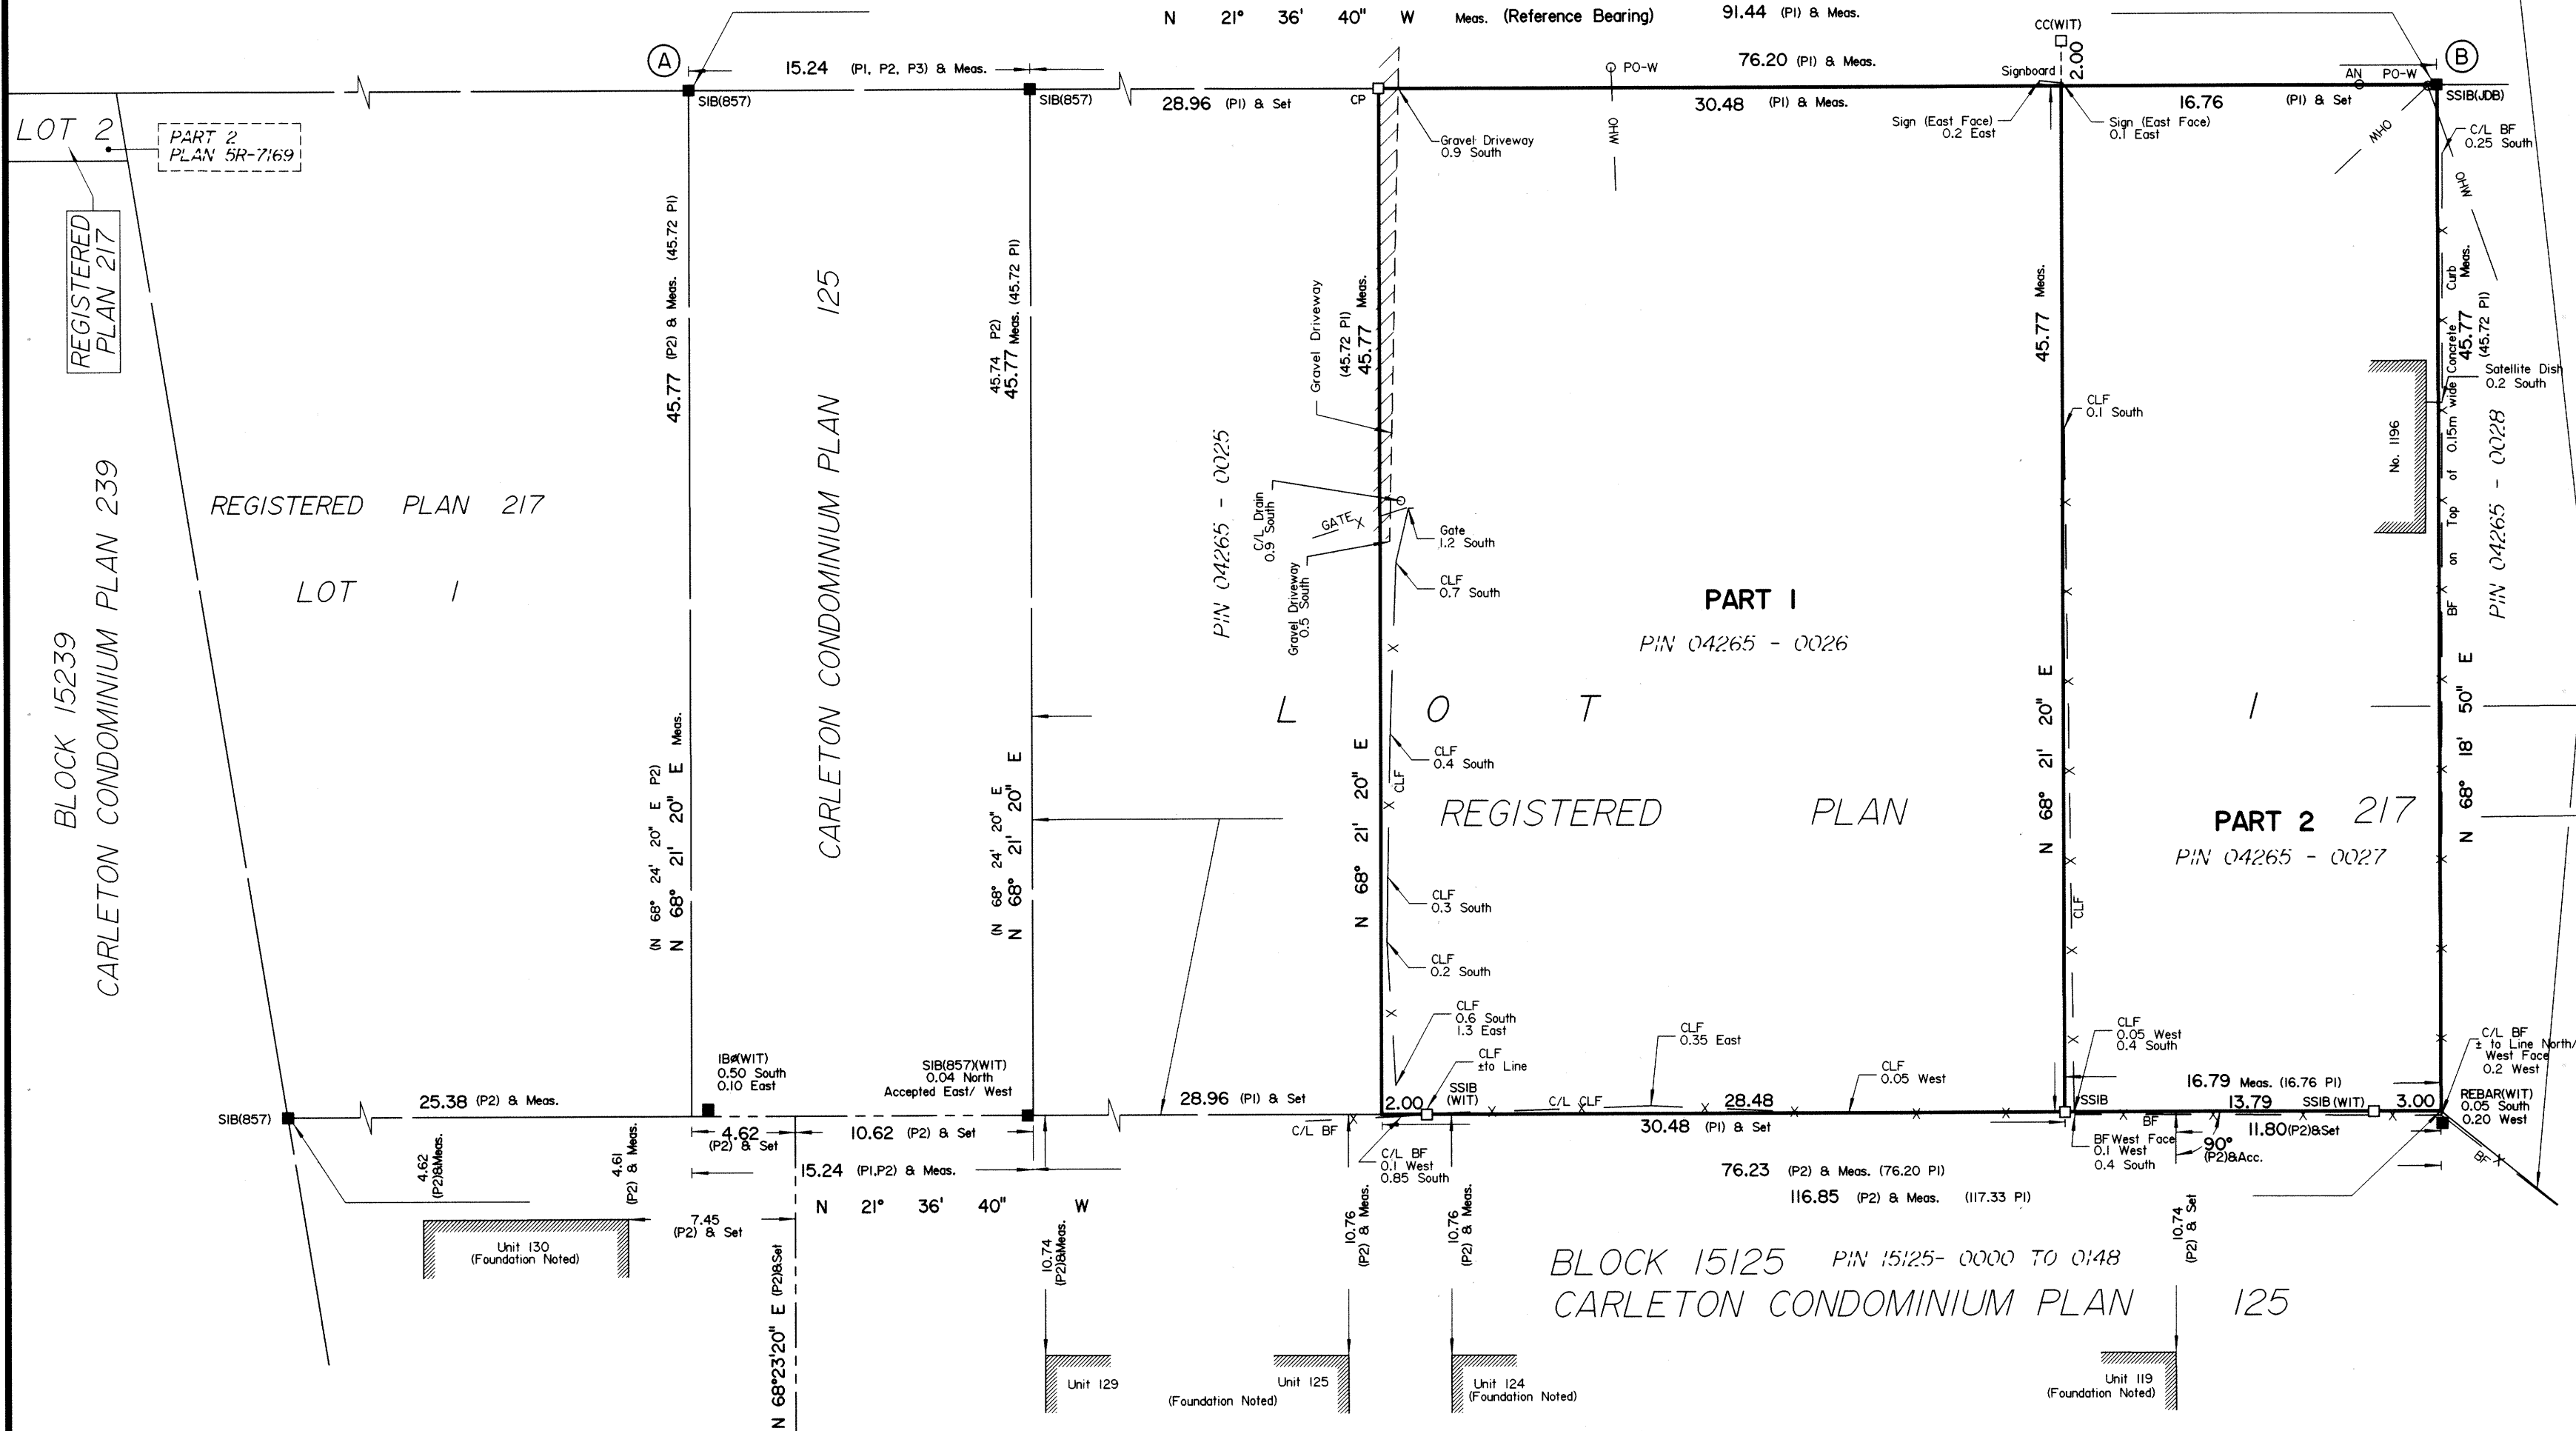 N 21° 36' 40" W Meas. (Reference Bearing) 91.44 (P1) & Meas.
CC(WIT)
2.00
A
B
15.24 (P1, P2, P3) & Meas.
76.20 (P1) & Meas.
PO-W
Signboard
AN PO-W
SIB(857)
SIB(857)
28.96 (P1) & Set
CP
30.48 (P1) & Meas.
16.76 (P1) & Set
SSIB(JDB)
LOT 2
PART 2
PLAN 5R-7169
REGISTERED
PLAN 217
OHW
OHW
OHW
Gravel Driveway
0.9 South
Sign (East Face)
0.2 East
Sign (East Face)
0.1 East
C/L BF
0.25 South
45.77 (P2) & Meas. (45.72 P1)
45.74 P2)
45.77 Meas. (45.72 P1)
(45.72 P1)
45.77 Meas.
45.77 Meas.
45.77 Meas.
(45.72 P1)
Gravel Driveway
CARLETON CONDOMINIUM PLAN 125
BLOCK 15239
CARLETON CONDOMINIUM PLAN 239
REGISTERED PLAN 217
LOT 1
PIN 04265 - 0025
C/L Drain
0.9 South
GATE
Gravel Driveway
0.5 South
Gate
1.2 South
CLF
0.7 South
CLF
0.1 South
No. 1196
Satellite Dish
0.2 South
BF on Top of 0.15m wide Concrete Curb
PIN 04265 - 0028
PART 1
PIN 04265 - 0026
L O T 1
REGISTERED PLAN 217
PART 2
PIN 04265 - 0027
(N 68° 24' 20" E P2)
N 68° 21' 20" E Meas.
(N 68° 24' 20" E
N 68° 21' 20" E
N 68° 21' 20" E
N 68° 21' 20" E
N 68° 18' 50" E
CLF
0.4 South
CLF
CLF
0.3 South
CLF
0.2 South
CLF
CLF
0.6 South
1.3 East
CLF
±to Line
CLF
0.35 East
CLF
0.05 West
CLF
0.05 West
0.4 South
C/L BF
± to Line North/
West Face
0.2 West
SIB(857)
25.38 (P2) & Meas.
IBø(WIT)
0.50 South
0.10 East
SIB(857)(WIT)
0.04 North
Accepted East/ West
28.96 (P1) & Set
2.00
SSIB
(WIT)
C/L CLF
28.48
SSIB
16.79 Meas. (16.76 P1)
13.79
SSIB (WIT)
3.00
REBAR(WIT)
0.05 South
0.20 West
4.62
(P2) & Set
10.62 (P2) & Set
C/L BF
30.48 (P1) & Set
BF
11.80(P2)&Set
90°
(P2)&Acc.
BF
15.24 (P1,P2) & Meas.
C/L BF
0.1 West
0.85 South
BF West Face
0.1 West
0.4 South
76.23 (P2) & Meas. (76.20 P1)
116.85 (P2) & Meas. (117.33 P1)
4.62
(P2)&Meas.
4.61
(P2) & Meas.
N 21° 36' 40" W
7.45
(P2) & Set
Unit 130
(Foundation Noted)
N 68°23'20" E (P2)&Set
10.74
(P2)&Meas.
10.76
(P2) & Meas.
10.76
(P2) & Meas.
10.74
(P2) & Set
BLOCK 15125 PIN 15125- 0000 TO 0148
CARLETON CONDOMINIUM PLAN 125
Unit 129
Unit 125
(Foundation Noted)
Unit 124
(Foundation Noted)
Unit 119
(Foundation Noted)